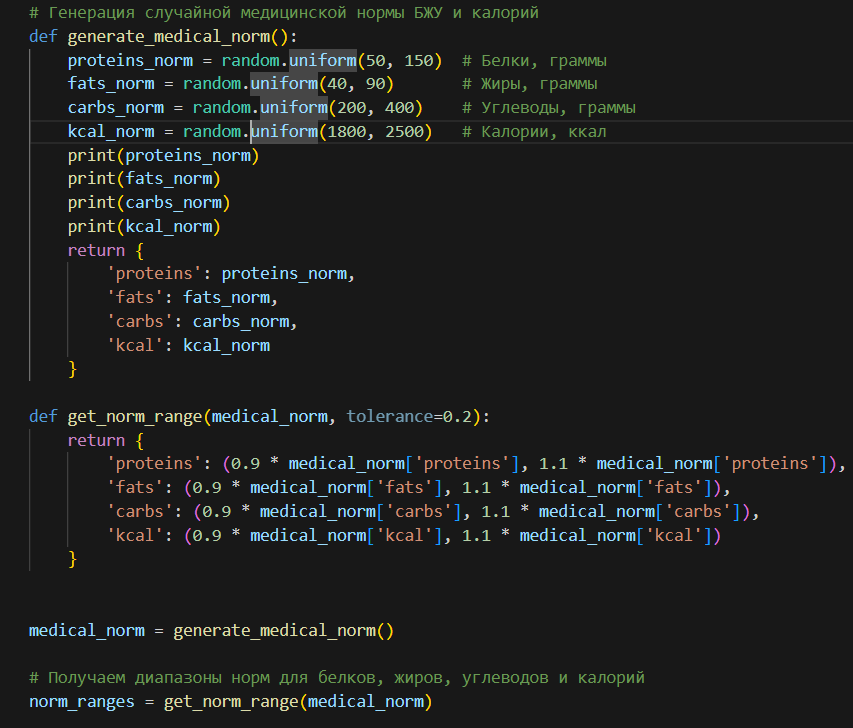 # Генерация случайной медицинской нормы БЖУ и калорий
def generate_medical_norm():
    proteins_norm = random.uniform(50, 150)  # Белки, граммы
    fats_norm = random.uniform(40, 90)       # Жиры, граммы
    carbs_norm = random.uniform(200, 400)    # Углеводы, граммы
    kcal_norm = random.uniform(1800, 2500)   # Калории, ккал
    print(proteins_norm)
    print(fats_norm)
    print(carbs_norm)
    print(kcal_norm)
    return {
        'proteins': proteins_norm,
        'fats': fats_norm,
        'carbs': carbs_norm,
        'kcal': kcal_norm
    }
def get_norm_range(medical_norm, tolerance=0.2):
    return {
        'proteins': (0.9 * medical_norm['proteins'], 1.1 * medical_norm['proteins']),
        'fats': (0.9 * medical_norm['fats'], 1.1 * medical_norm['fats']),
        'carbs': (0.9 * medical_norm['carbs'], 1.1 * medical_norm['carbs']),
        'kcal': (0.9 * medical_norm['kcal'], 1.1 * medical_norm['kcal'])
    }
medical_norm = generate_medical_norm()
# Получаем диапазоны норм для белков, жиров, углеводов и калорий
norm_ranges = get_norm_range(medical_norm)